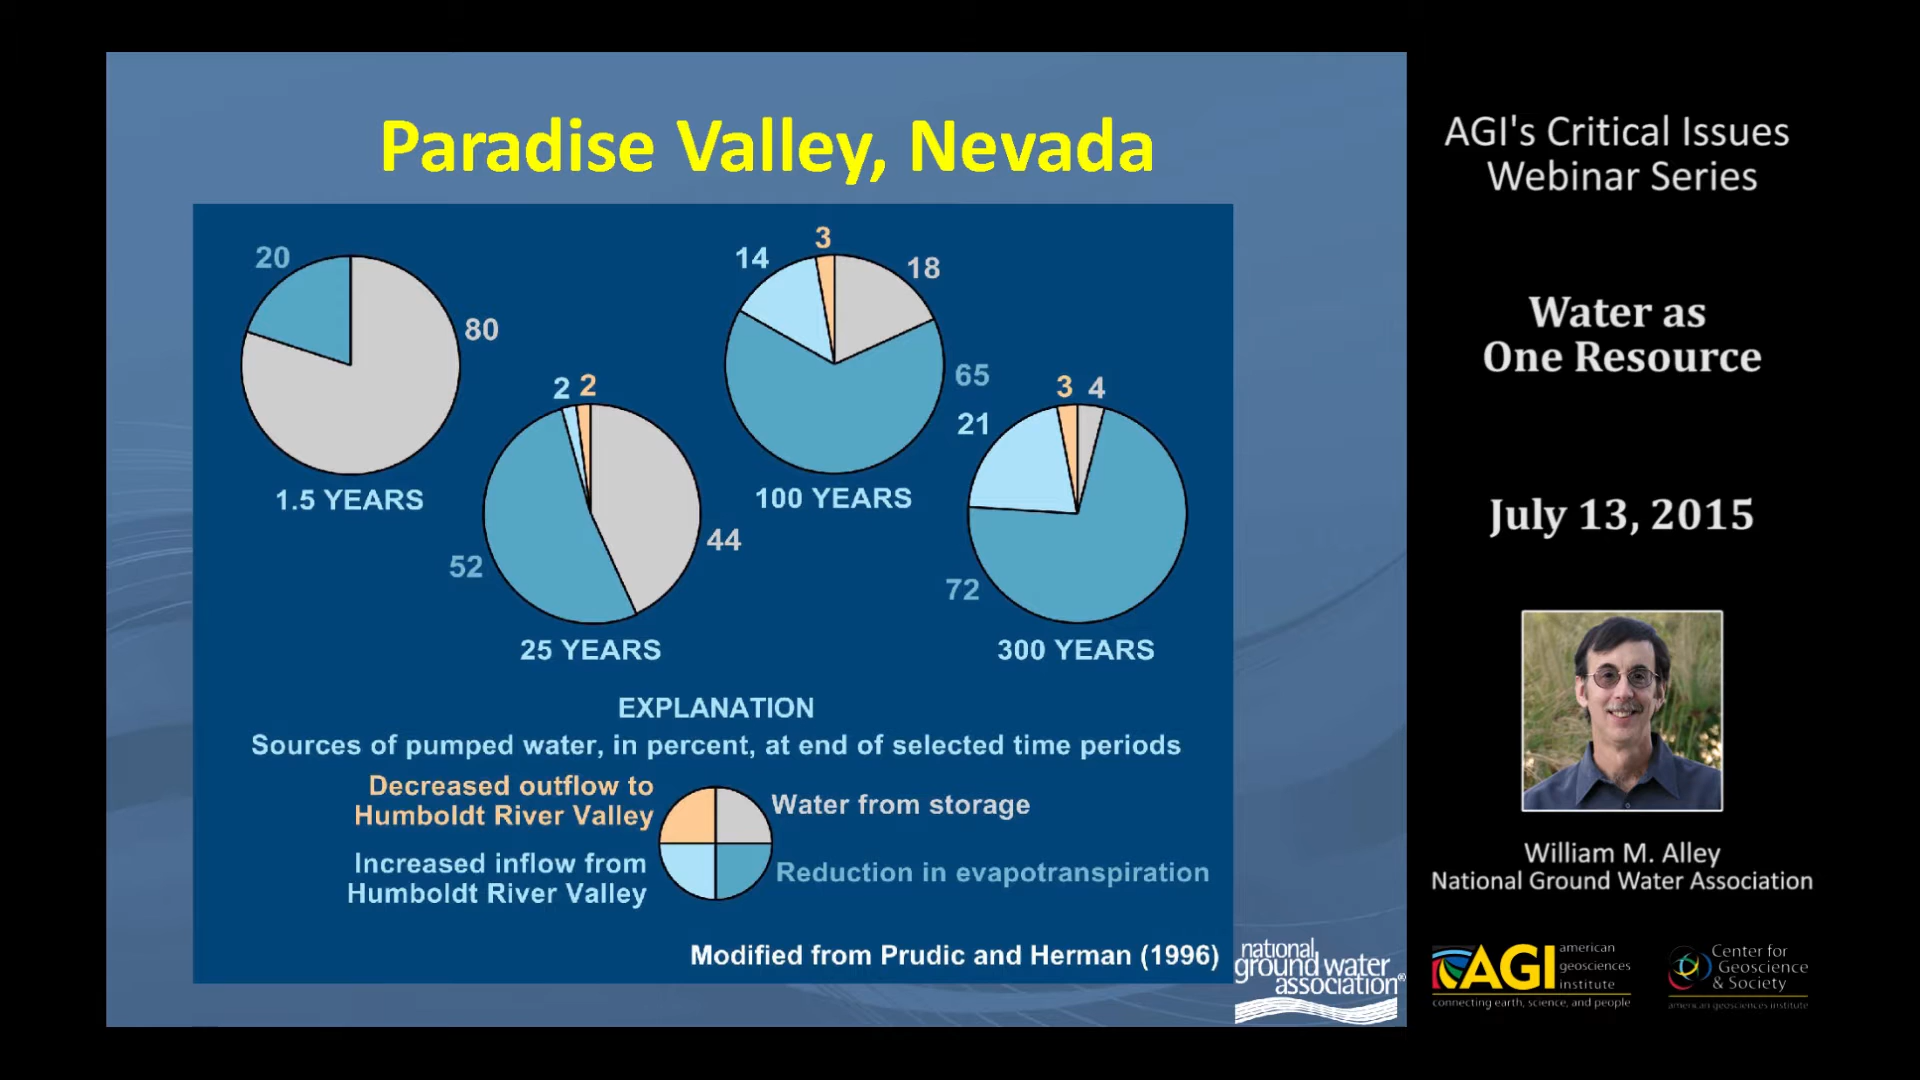 Paradise Valley, Nevada
20
80
1.5 YEARS
2 2
52
44
25 YEARS
14
3
18
65
100 YEARS
21
3 4
72
300 YEARS
EXPLANATION
Sources of pumped water, in percent, at end of selected time periods
Decreased outflow to
Humboldt River Valley
Water from storage
Increased inflow from
Humboldt River Valley
Reduction in evapotranspiration
Modified from Prudic and Herman (1996)
national
ground water
association®
AGI's Critical Issues
Webinar Series
Water as
One Resource
July 13, 2015
William M. Alley
National Ground Water Association
AGI
american
geosciences
institute
connecting earth, science, and people
Center for
Geoscience
& Society
american geosciences institute